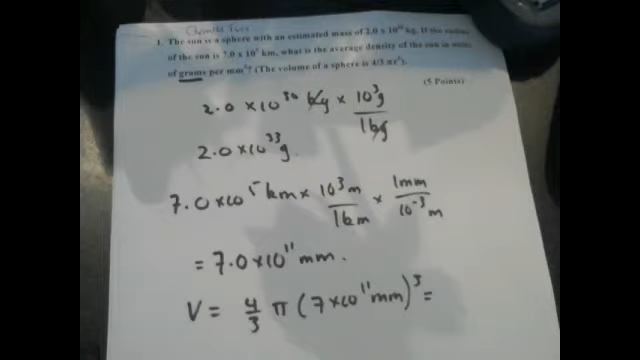 1. The sun is a sphere with an estimated mass of 2.0 x 10³⁰ kg. If the radius
of the sun is 7.0 x 10⁵ km, what is the average density of the sun in units
of grams per mm³? (The volume of a sphere is 4/3 πr³).
(5 Points)
2.0 × 10³⁰ kg × 10³g / 1kg
2.0 × 10³³ g.
7.0 × 10⁵ km × 10³ m / 1km × 1mm / 10⁻³ m
= 7.0 × 10¹¹ mm.
V = 4/3 π (7 × 10¹¹ mm)³ =